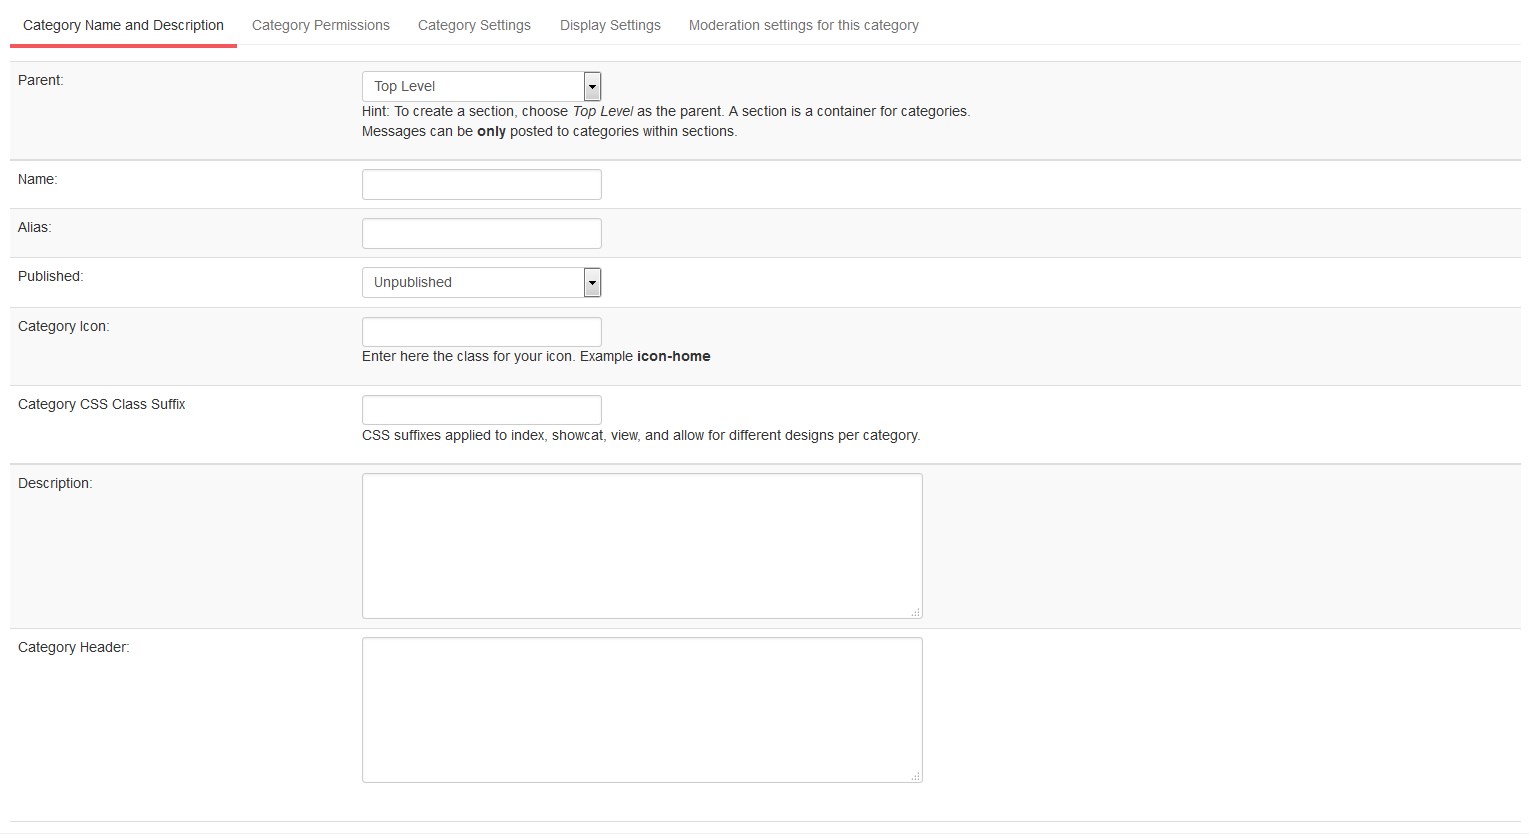 Category Name and Description Category Permissions Category Settings Display Settings Moderation settings for this category
Parent: Top Level
Hint: To create a section, choose Top Level as the parent. A section is a container for categories.
Messages can be only posted to categories within sections.
Name:
Alias:
Published: Unpublished
Category Icon:
Enter here the class for your icon. Example icon-home
Category CSS Class Suffix
CSS suffixes applied to index, showcat, view, and allow for different designs per category.
Description:
Category Header: